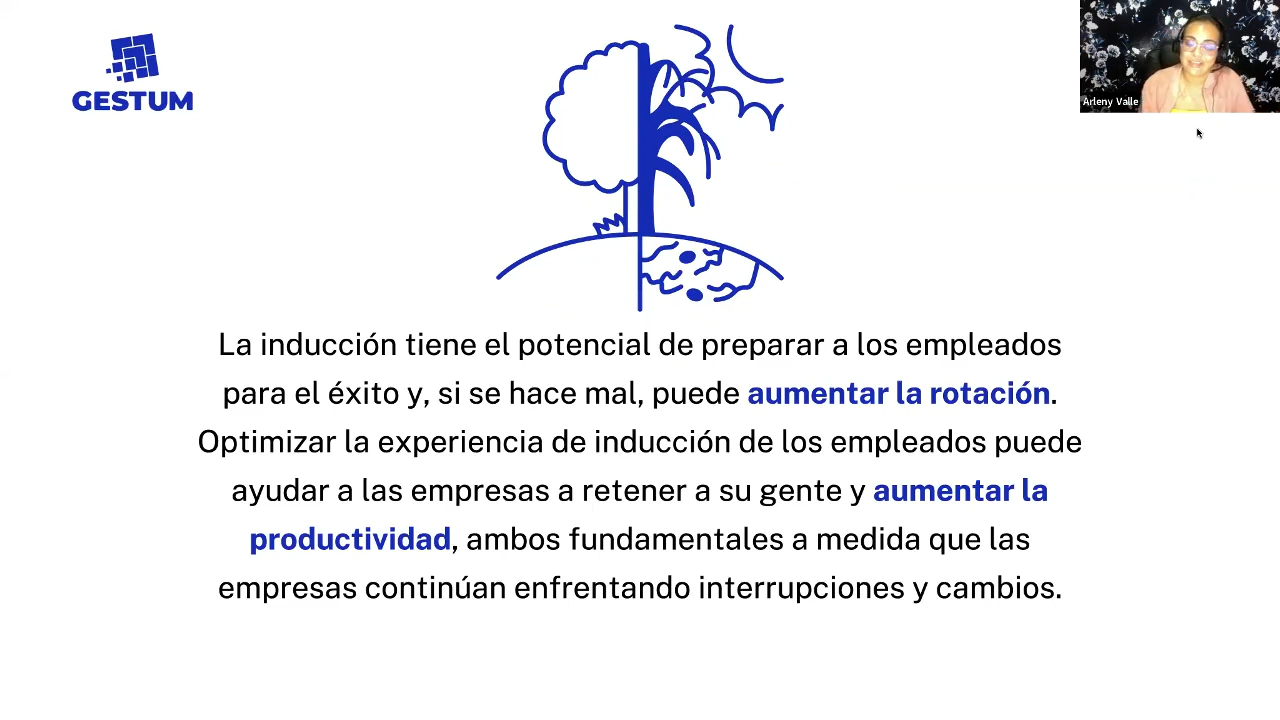 GESTUM
Arleny Valle
La inducción tiene el potencial de preparar a los empleados
para el éxito y, si se hace mal, puede aumentar la rotación.
Optimizar la experiencia de inducción de los empleados puede
ayudar a las empresas a retener a su gente y aumentar la
productividad, ambos fundamentales a medida que las
empresas continúan enfrentando interrupciones y cambios.